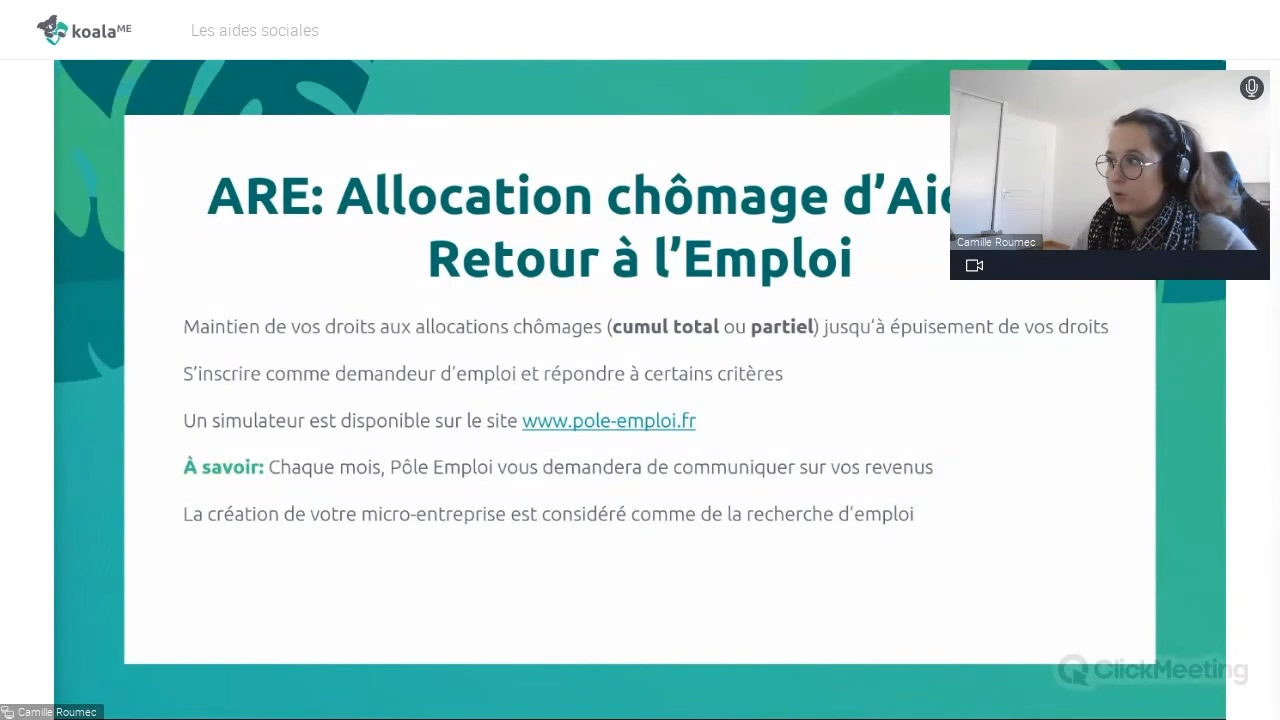 koalaME
Les aides sociales
ARE: Allocation chômage d’Ai
Retour à l’Emploi
Camille Roumec
Maintien de vos droits aux allocations chômages (cumul total ou partiel) jusqu’à épuisement de vos droits
S’inscrire comme demandeur d’emploi et répondre à certains critères
Un simulateur est disponible sur le site www.pole-emploi.fr
À savoir: Chaque mois, Pôle Emploi vous demandera de communiquer sur vos revenus
La création de votre micro-entreprise est considéré comme de la recherche d’emploi
ClickMeeting
Camille Roumec